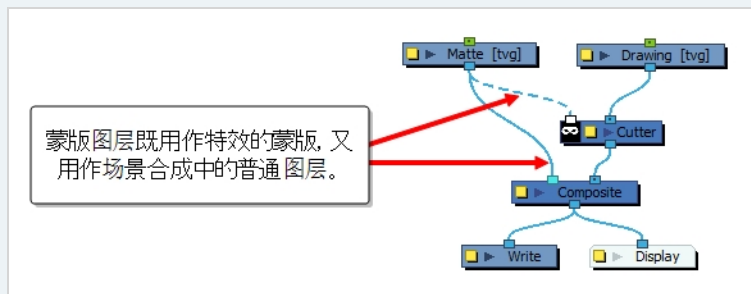 Matte [tvg]
Drawing [tvg]
蒙版图层既用作特效的蒙版, 又
用作场景合成中的普通图层。
Cutter
Composite
Write
Display